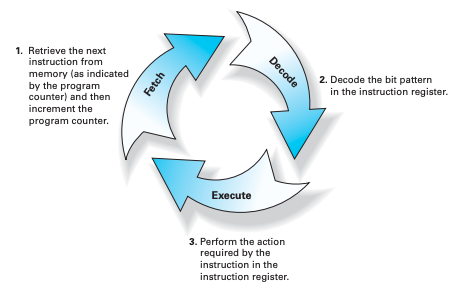 1. Retrieve the next
instruction from
memory (as indicated
by the program
counter) and then
increment the
program counter.
Fetch
Decode
2. Decode the bit pattern
in the instruction register.
Execute
3. Perform the action
required by the
instruction in the
instruction register.